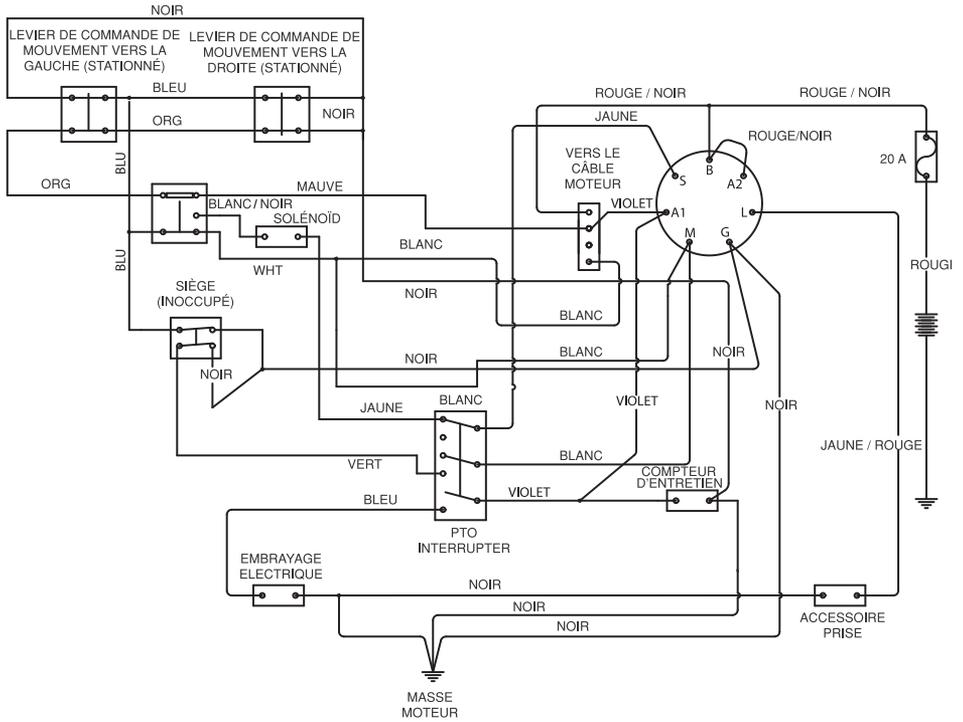 NOIR
LEVIER DE COMMANDE DE
MOUVEMENT VERS LA
GAUCHE (STATIONNÉ)
LEVIER DE COMMANDE DE
MOUVEMENT VERS LA
DROITE (STATIONNÉ)
BLEU
NOIR
ORG
BLU
ORG
MAUVE
BLANC/NOIR
SOLÉNOÏD
BLANC
WHT
BLU
NOIR
SIÈGE
(INOCCUPÉ)
NOIR
NOIR
ROUGE / NOIR
ROUGE / NOIR
JAUNE
ROUGE/NOIR
VERS LE
CÂBLE
MOTEUR
VIOLET
B
S
A2
A1
L
M
G
20 A
ROUGI
BLANC
BLANC
NOIR
NOIR
VIOLET
JAUNE
BLANC
BLANC
VERT
BLEU
VIOLET
COMPTEUR
D'ENTRETIEN
JAUNE / ROUGE
PTO
INTERRUPTER
EMBRAYAGE
ELECTRIQUE
NOIR
NOIR
NOIR
ACCESSOIRE
PRISE
MASSE
MOTEUR